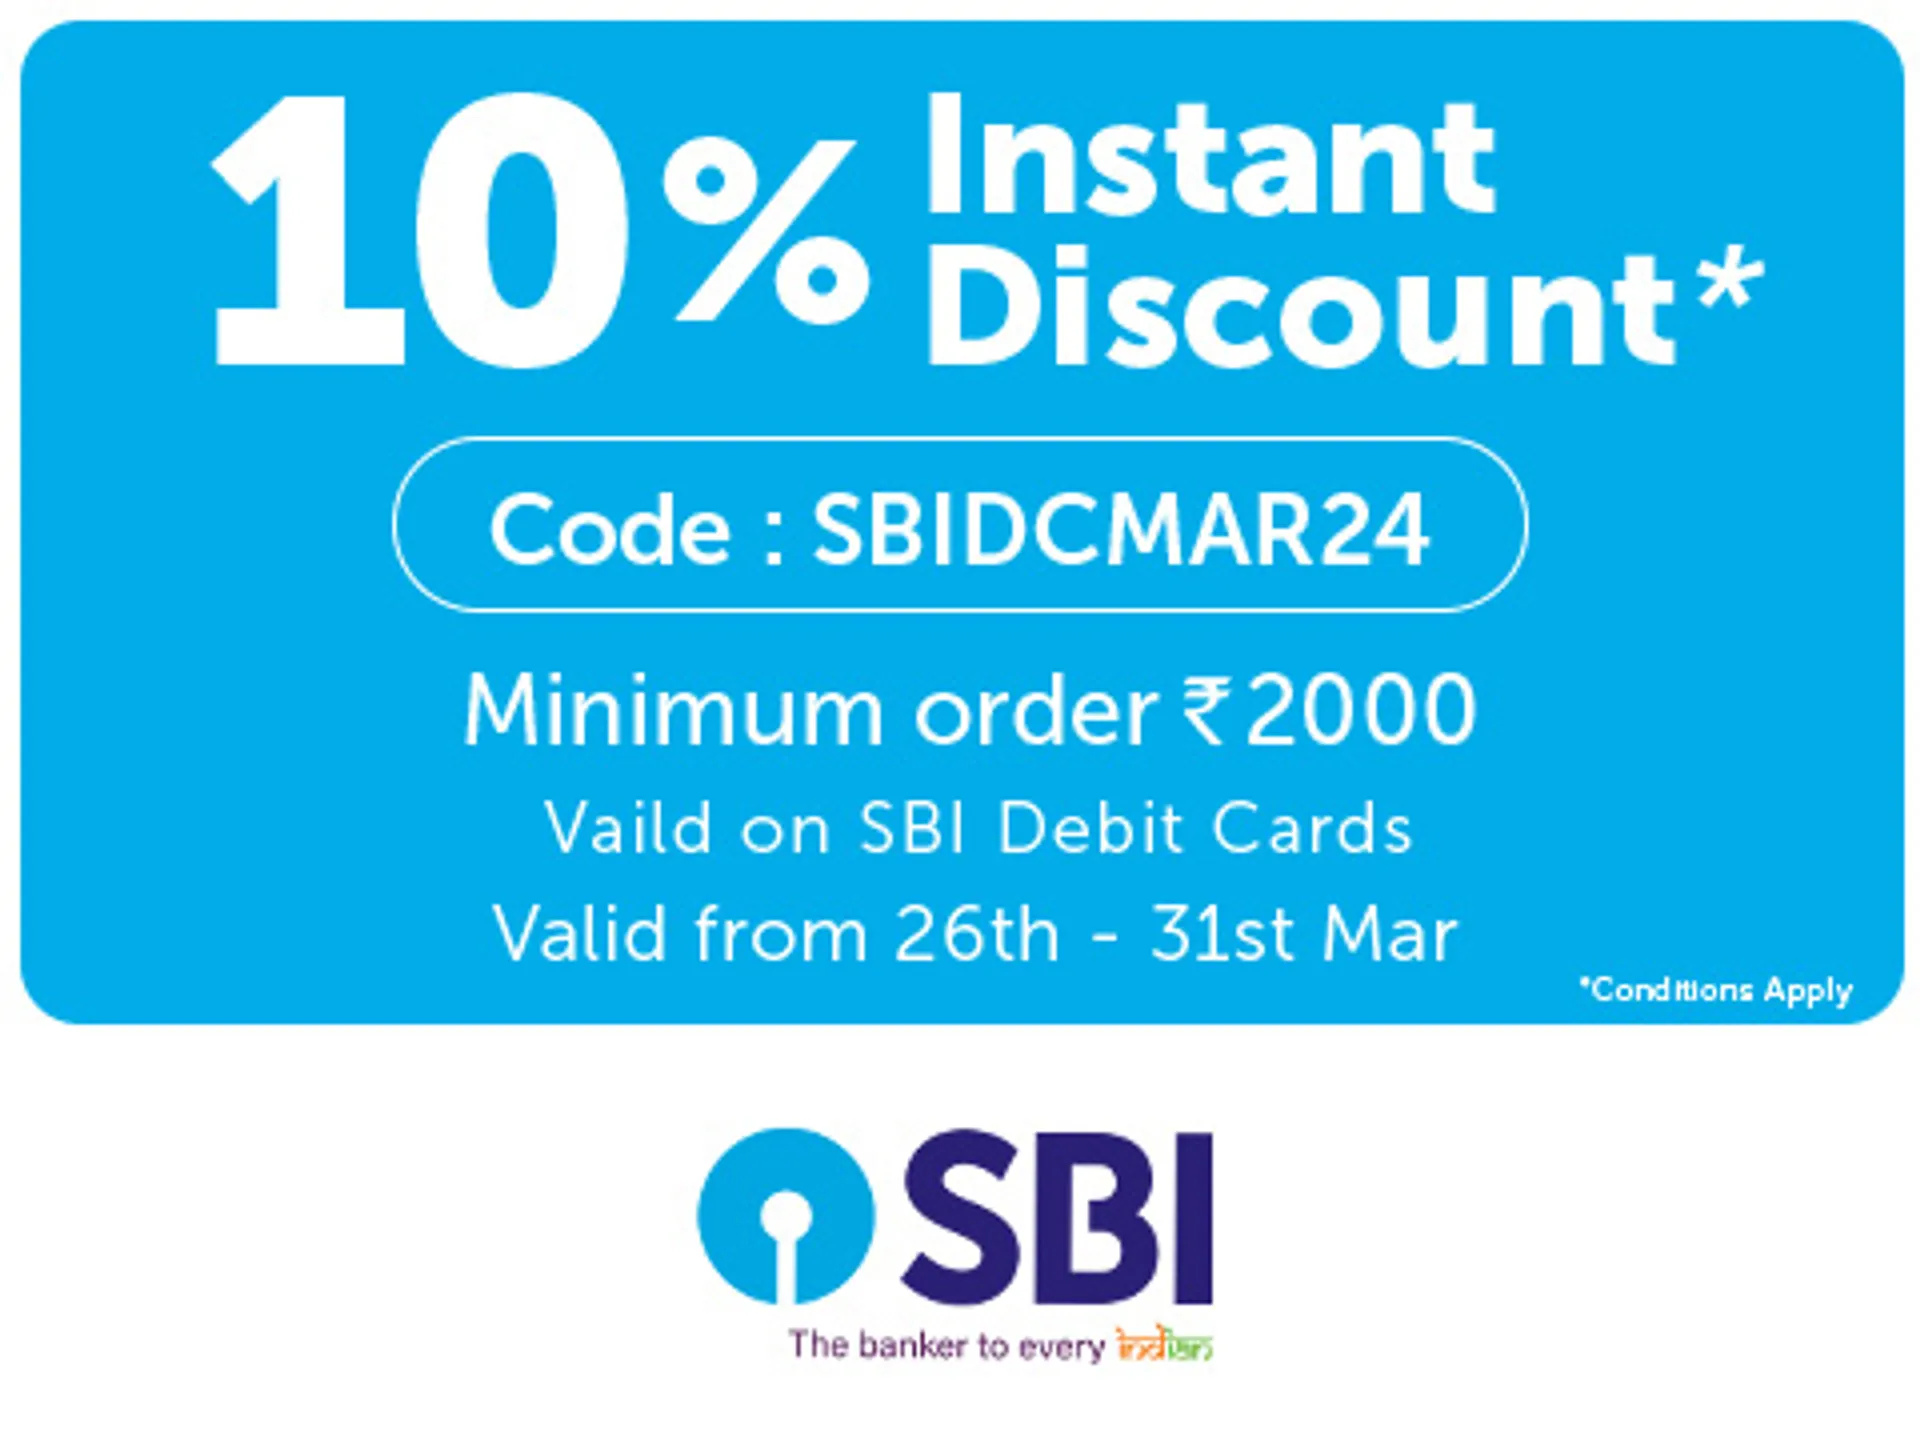 10% Instant
Discount*
Code : SBIDCMAR24
Minimum order ₹2000
Vaild on SBI Debit Cards
Valid from 26th - 31st Mar
*Conditions Apply
SBI
The banker to every indian